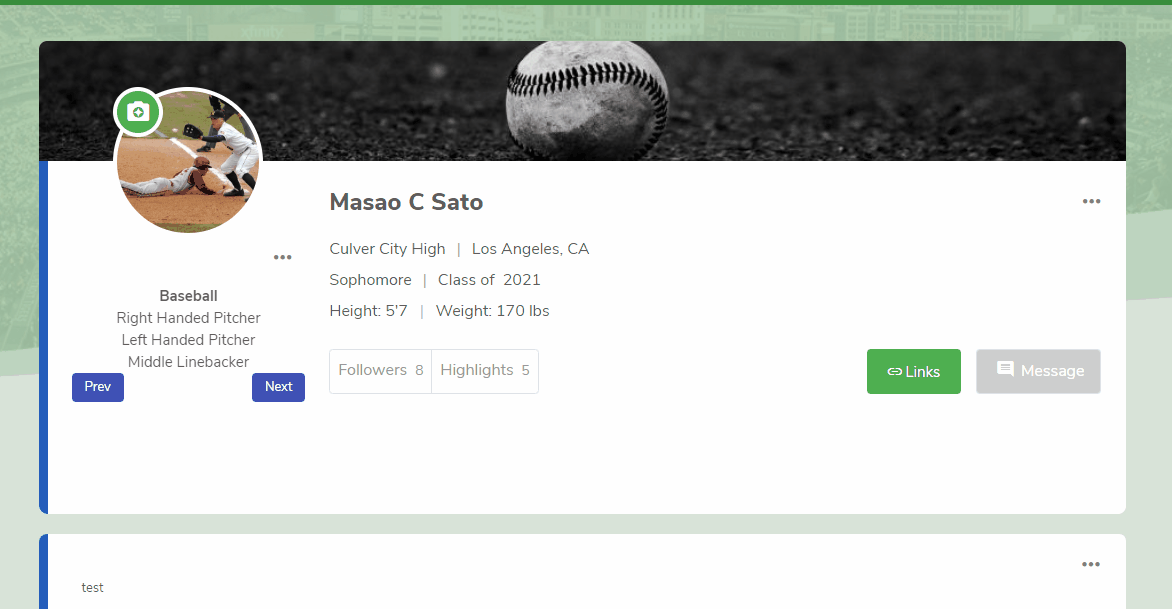 Masao C Sato
Culver City High | Los Angeles, CA
Sophomore | Class of 2021
Height: 5'7 | Weight: 170 lbs
Baseball
Right Handed Pitcher
Left Handed Pitcher
Middle Linebacker
Prev
Next
Followers 8
Highlights 5
Links
Message
test